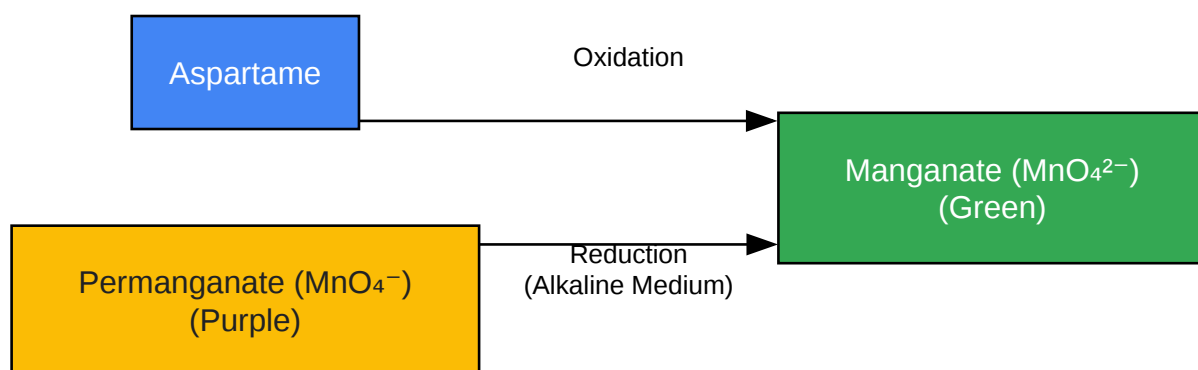 Aspartame
Oxidation
Manganate (MnO₄²⁻)
(Green)
Permanganate (MnO₄⁻)
(Purple)
Reduction
(Alkaline Medium)